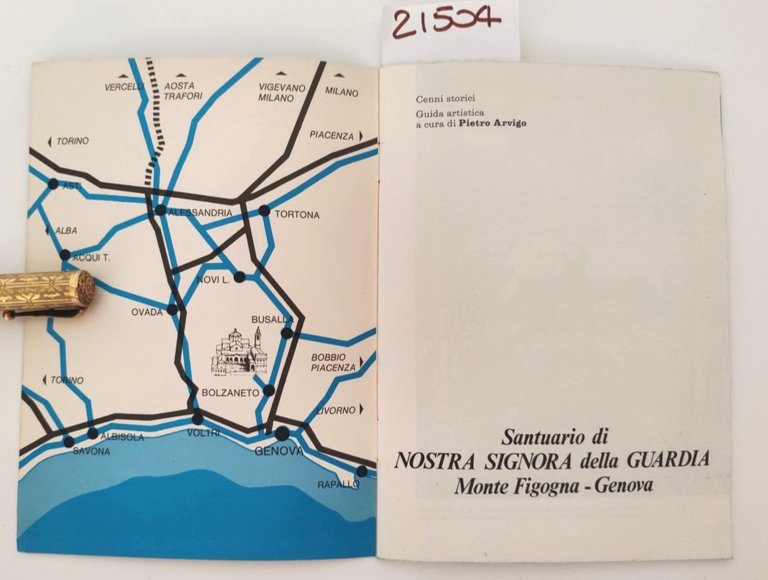 21504
VERCELLI
AOSTA
TRAFORI
VIGEVANO
MILANO
MILANO
TORINO
PIACENZA
ASTI
ALESSANDRIA
TORTONA
ALBA
ACQUI T.
NOVI L.
OVADA
BUSALLA
BOBBIO
PIACENZA
TORINO
BOLZANETO
LIVORNO
VOLTRI
ALBISOLA
SAVONA
GENOVA
RAPALLO
Cenni storici
Guida artistica
a cura di Pietro Arvigo
Santuario di
NOSTRA SIGNORA della GUARDIA
Monte Figogna - Genova